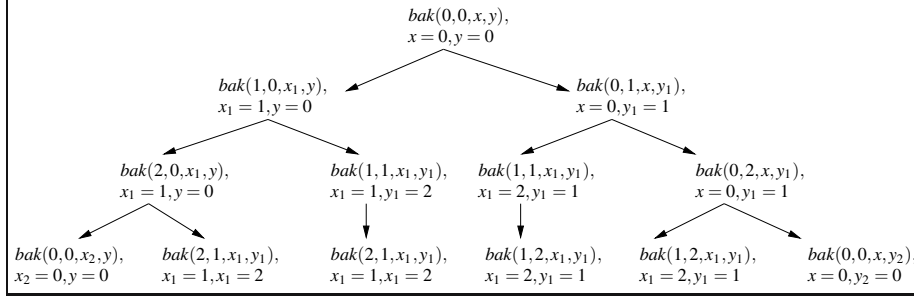 bak(0,0,x,y),
x = 0,y = 0
bak(1,0,x₁,y),
x₁ = 1,y = 0
bak(0,1,x,y₁),
x = 0,y₁ = 1
bak(2,0,x₁,y),
x₁ = 1,y = 0
bak(1,1,x₁,y₁),
x₁ = 1,y₁ = 2
bak(1,1,x₁,y₁),
x₁ = 2,y₁ = 1
bak(0,2,x,y₁),
x = 0,y₁ = 1
bak(0,0,x₂,y),
x₂ = 0,y = 0
bak(2,1,x₁,y₁),
x₁ = 1,x₁ = 2
bak(2,1,x₁,y₁),
x₁ = 1,x₁ = 2
bak(1,2,x₁,y₁),
x₁ = 2,y₁ = 1
bak(1,2,x₁,y₁),
x₁ = 2,y₁ = 1
bak(0,0,x,y₂),
x = 0,y₂ = 0